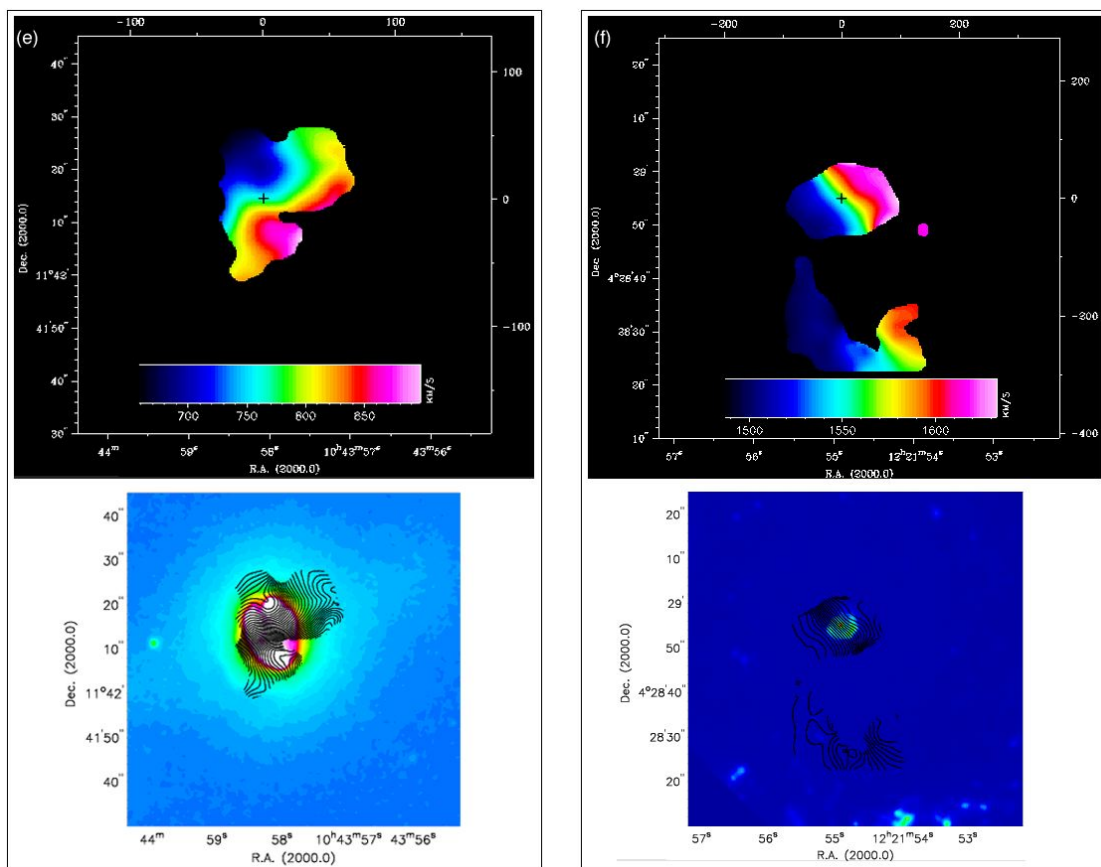 (e)
-100 0 100
40"
30"
20"
10"
11°42'
41'50"
40"
30"
100
0
-100
Dec. (2000.0)
700 750 800 850
KM/S
44ᵐ 59ˢ 58ˢ 10ʰ43ᵐ57ˢ 43ᵐ56ˢ
R.A. (2000.0)
40"
30"
20"
10"
11°42'
41'50"
40"
Dec. (2000.0)
44ᵐ 59ˢ 58ˢ 10ʰ43ᵐ57ˢ 43ᵐ56ˢ
R.A. (2000.0)
(f)
0 200
20"
10"
29'
50"
4°28'40"
28'30"
20"
10"
200
0
-200
-400
Dec. (2000.0)
1500 1550 1600
KM/S
57ˢ 56ˢ 55ˢ 12ʰ21ᵐ54ˢ 53ˢ
R.A. (2000.0)
20"
10"
29'
50"
4°28'40"
28'30"
20"
Dec. (2000.0)
57ˢ 56ˢ 55ˢ 12ʰ21ᵐ54ˢ 53ˢ
R.A. (2000.0)